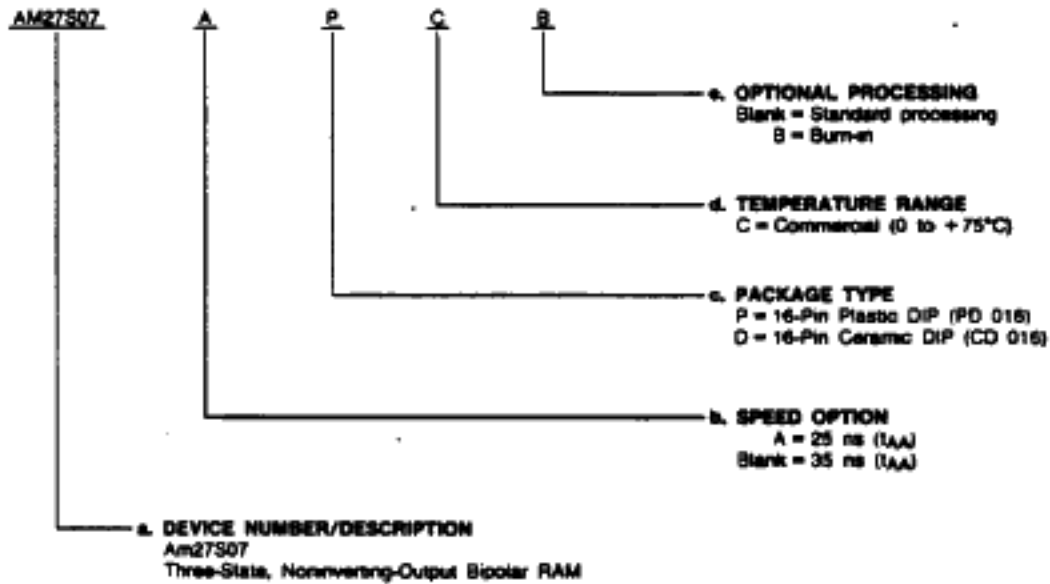 AM27S07 A P C B
e. OPTIONAL PROCESSING
Blank = Standard processing
B = Burn-in
d. TEMPERATURE RANGE
C = Commercial (0 to +75°C)
c. PACKAGE TYPE
P = 16-Pin Plastic DIP (PD 016)
D = 16-Pin Ceramic DIP (CD 016)
b. SPEED OPTION
A = 25 ns (tAA)
Blank = 35 ns (tAA)
a. DEVICE NUMBER/DESCRIPTION
Am27S07
Three-State, Noninverting-Output Bipolar RAM